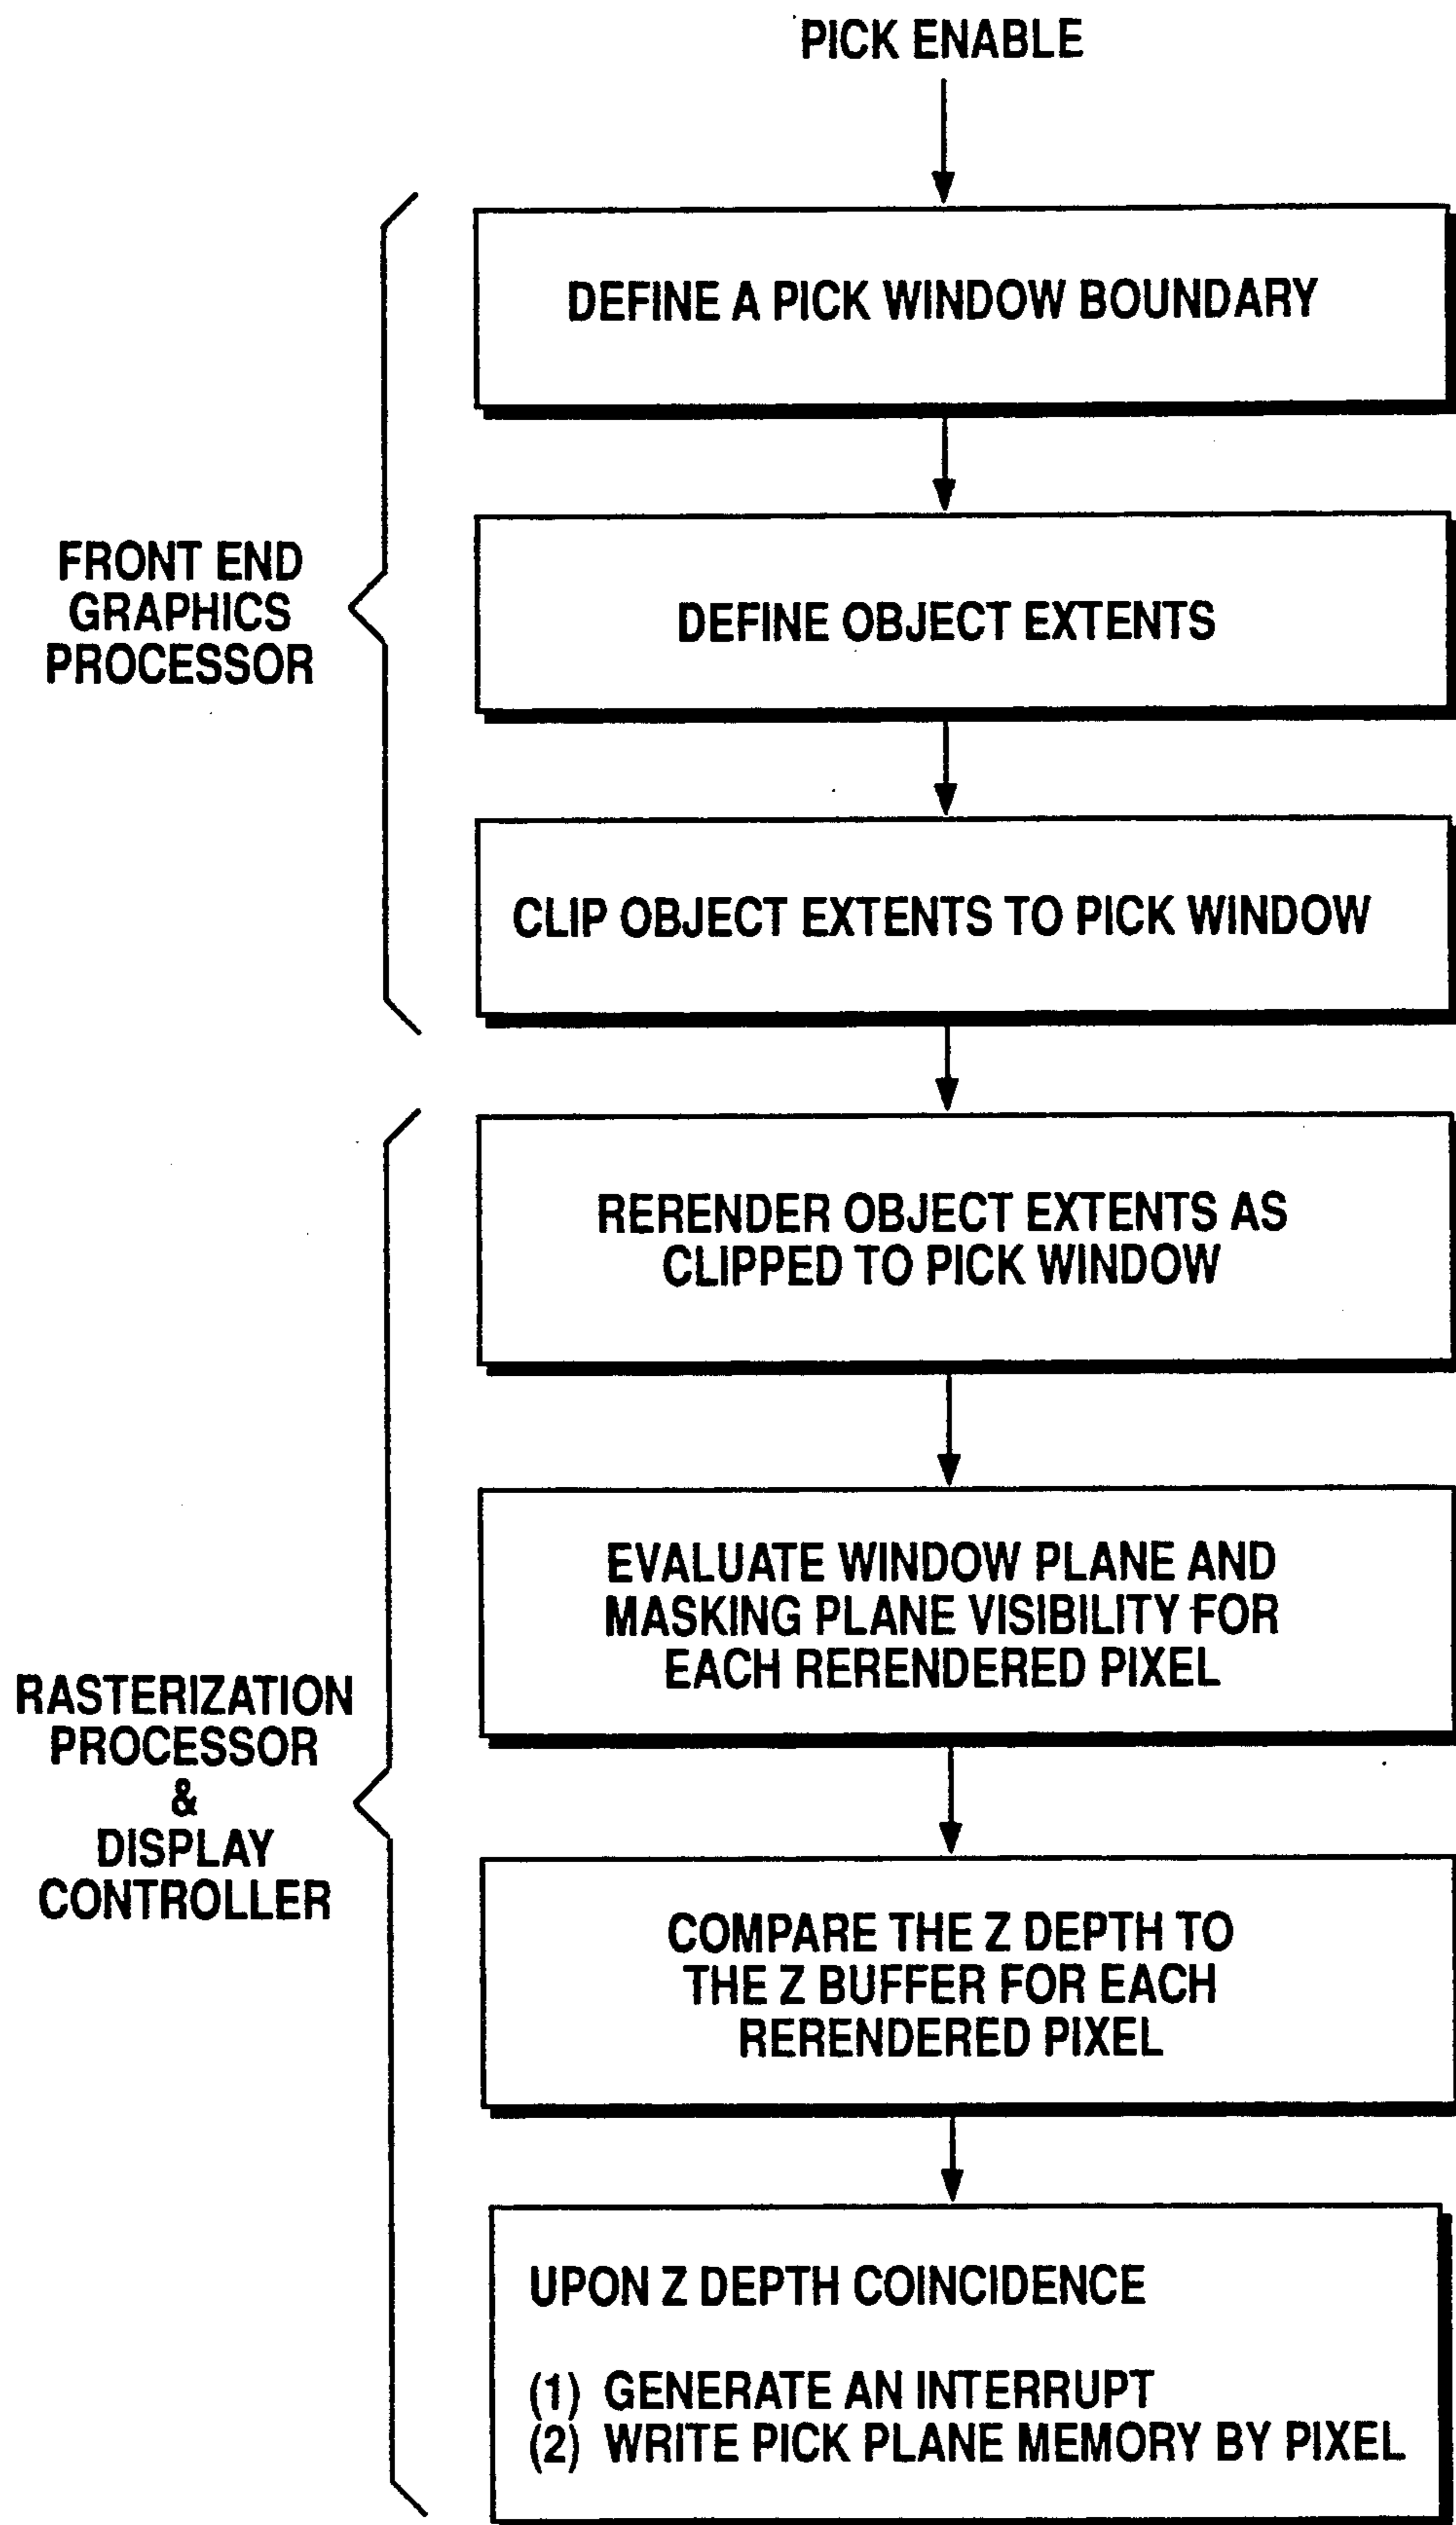 PICK ENABLE
DEFINE A PICK WINDOW BOUNDARY
DEFINE OBJECT EXTENTS
CLIP OBJECT EXTENTS TO PICK WINDOW
FRONT END
GRAPHICS
PROCESSOR
RERENDER OBJECT EXTENTS AS
CLIPPED TO PICK WINDOW
EVALUATE WINDOW PLANE AND
MASKING PLANE VISIBILITY FOR
EACH RERENDERED PIXEL
COMPARE THE Z DEPTH TO
THE Z BUFFER FOR EACH
RERENDERED PIXEL
UPON Z DEPTH COINCIDENCE
(1) GENERATE AN INTERRUPT
(2) WRITE PICK PLANE MEMORY BY PIXEL
RASTERIZATION
PROCESSOR
&
DISPLAY
CONTROLLER